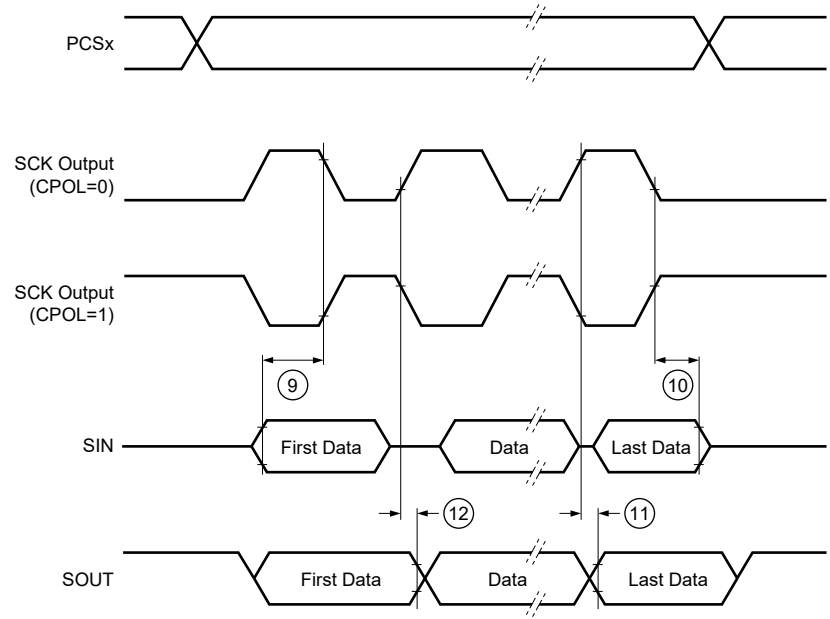 PCSx
SCK Output
(CPOL=0)
SCK Output
(CPOL=1)
9
10
SIN
First Data
Data
Last Data
12
11
SOUT
First Data
Data
Last Data